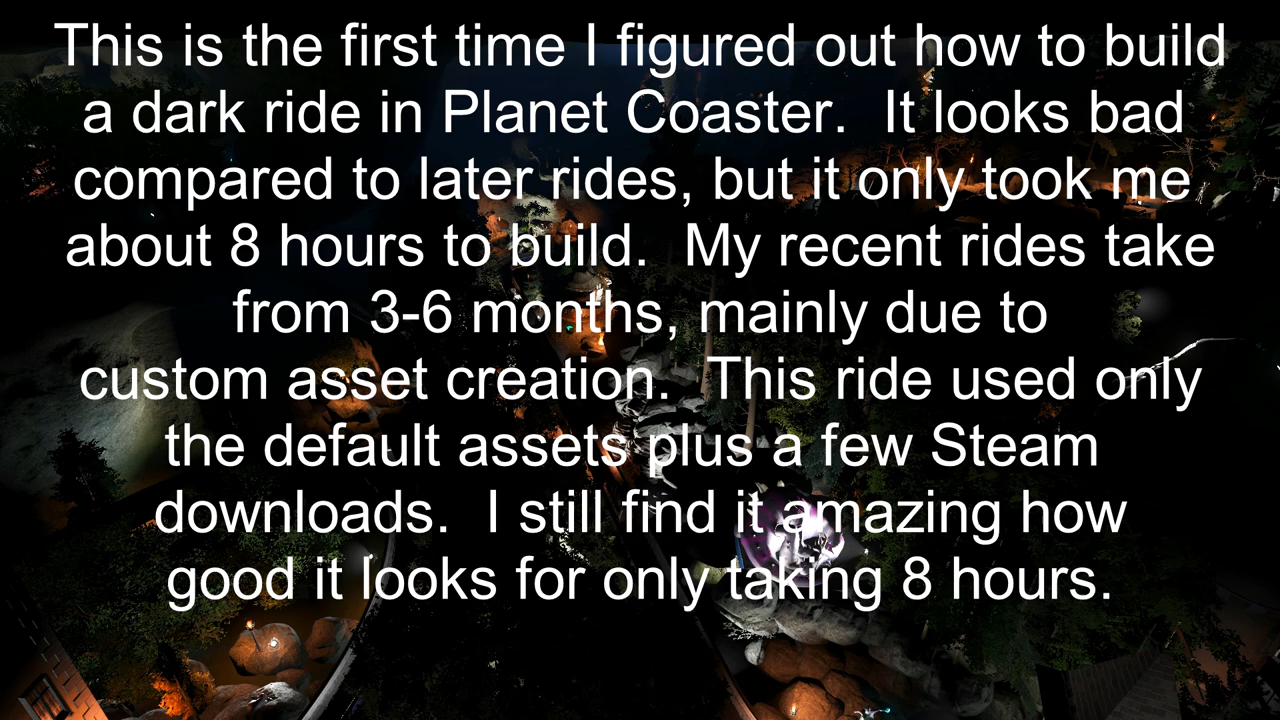 This is the first time I figured out how to build
a dark ride in Planet Coaster.  It looks bad
compared to later rides, but it only took me
about 8 hours to build.  My recent rides take
from 3-6 months, mainly due to
custom asset creation.  This ride used only
the default assets plus a few Steam
downloads.  I still find it amazing how
good it looks for only taking 8 hours.